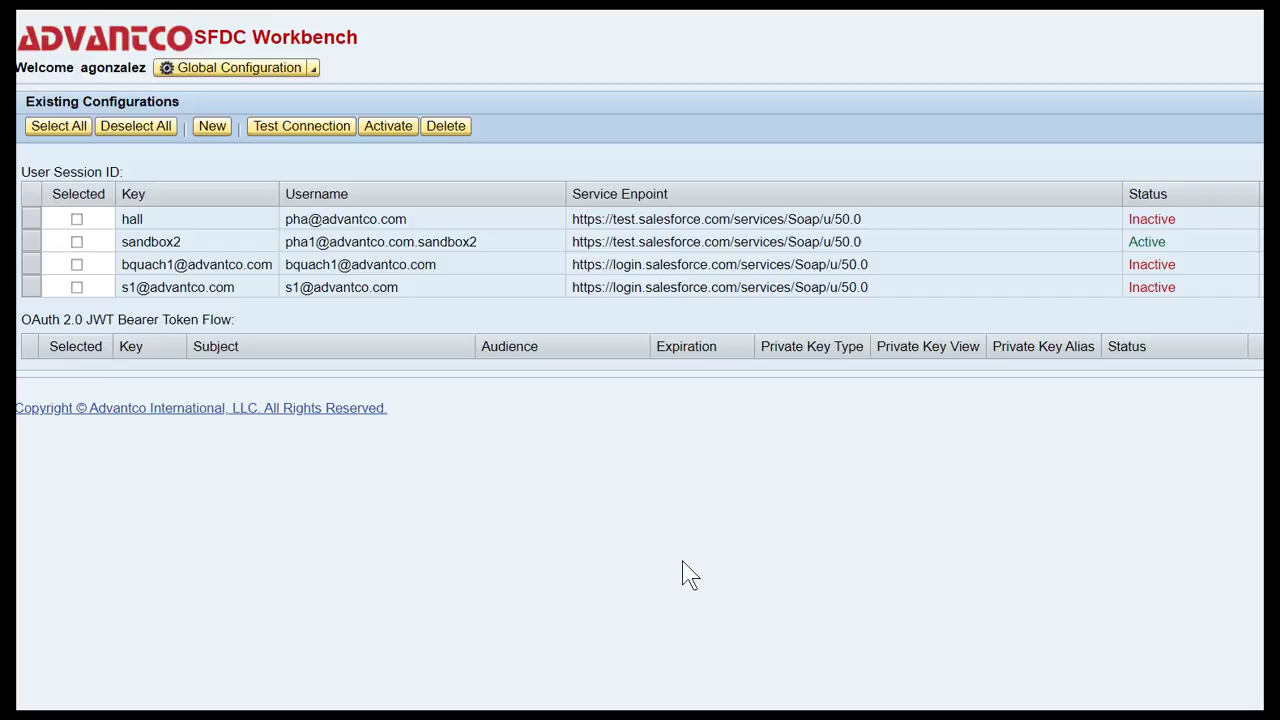 ADVANTCO SFDC Workbench
Welcome agonzalez Global Configuration
Existing Configurations
Select All Deselect All New Test Connection Activate Delete
User Session ID:
Selected Key Username Service Enpoint Status
hall pha@advantco.com https://test.salesforce.com/services/Soap/u/50.0 Inactive
sandbox2 pha1@advantco.com.sandbox2 https://test.salesforce.com/services/Soap/u/50.0 Active
bquach1@advantco.com bquach1@advantco.com https://login.salesforce.com/services/Soap/u/50.0 Inactive
s1@advantco.com s1@advantco.com https://login.salesforce.com/services/Soap/u/50.0 Inactive
OAuth 2.0 JWT Bearer Token Flow:
Selected Key Subject Audience Expiration Private Key Type Private Key View Private Key Alias Status
Copyright © Advantco International, LLC. All Rights Reserved.